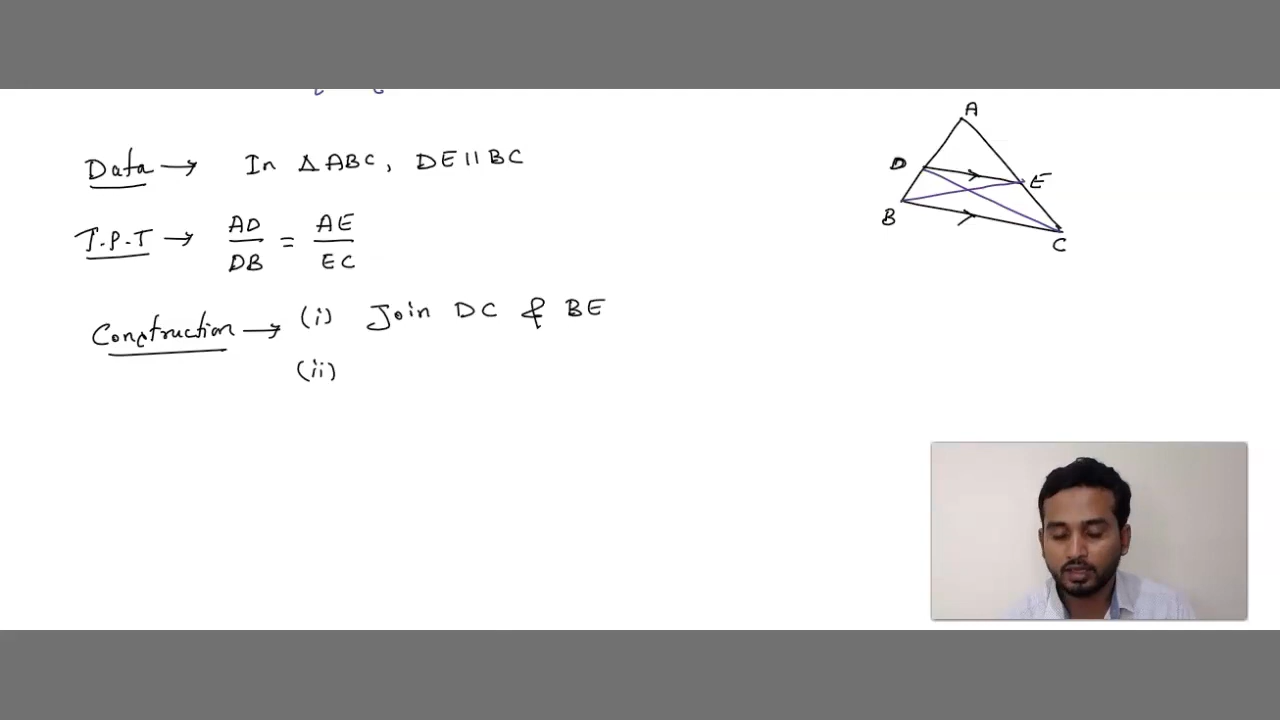 Data → In △ABC, DE ∥ BC
T.P.T → AD/DB = AE/EC
Construction → (i) Join DC & BE
(ii)
A
D
E
B
C